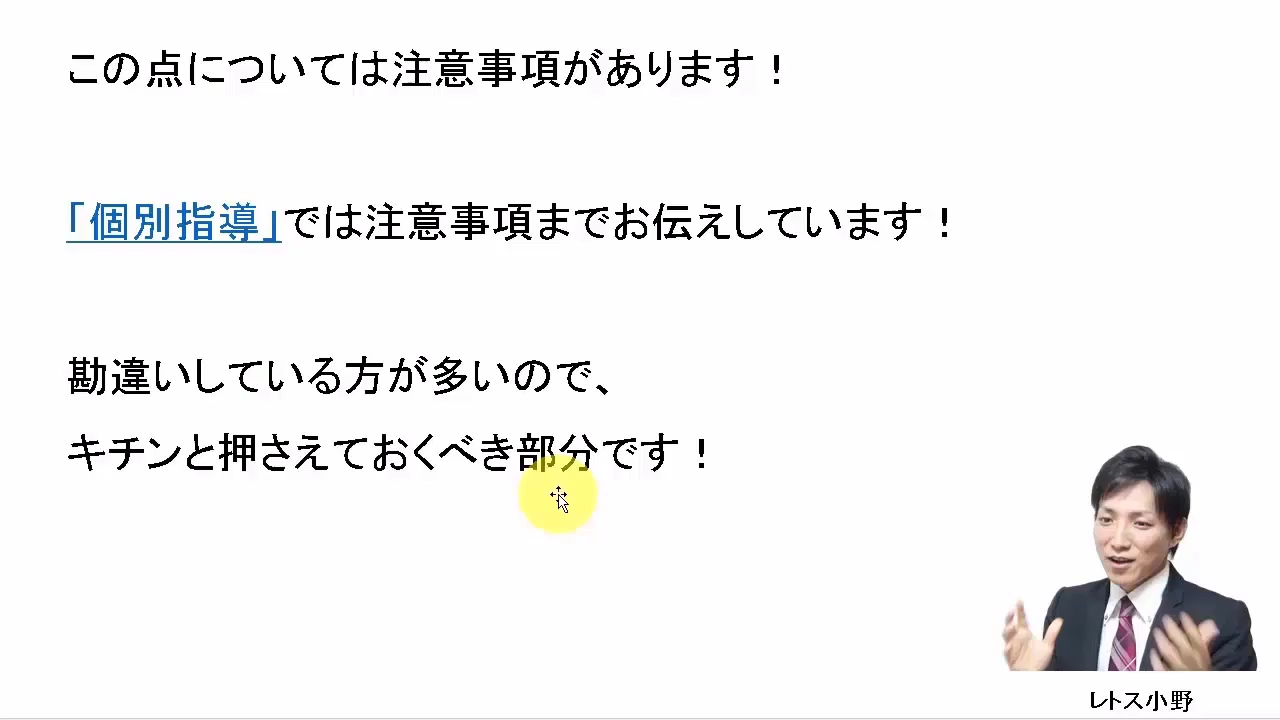 この点については注意事項があります！
「個別指導」では注意事項までお伝えしています！
勘違いしている方が多いので、
キチンと押さえておくべき部分です！
レトス小野